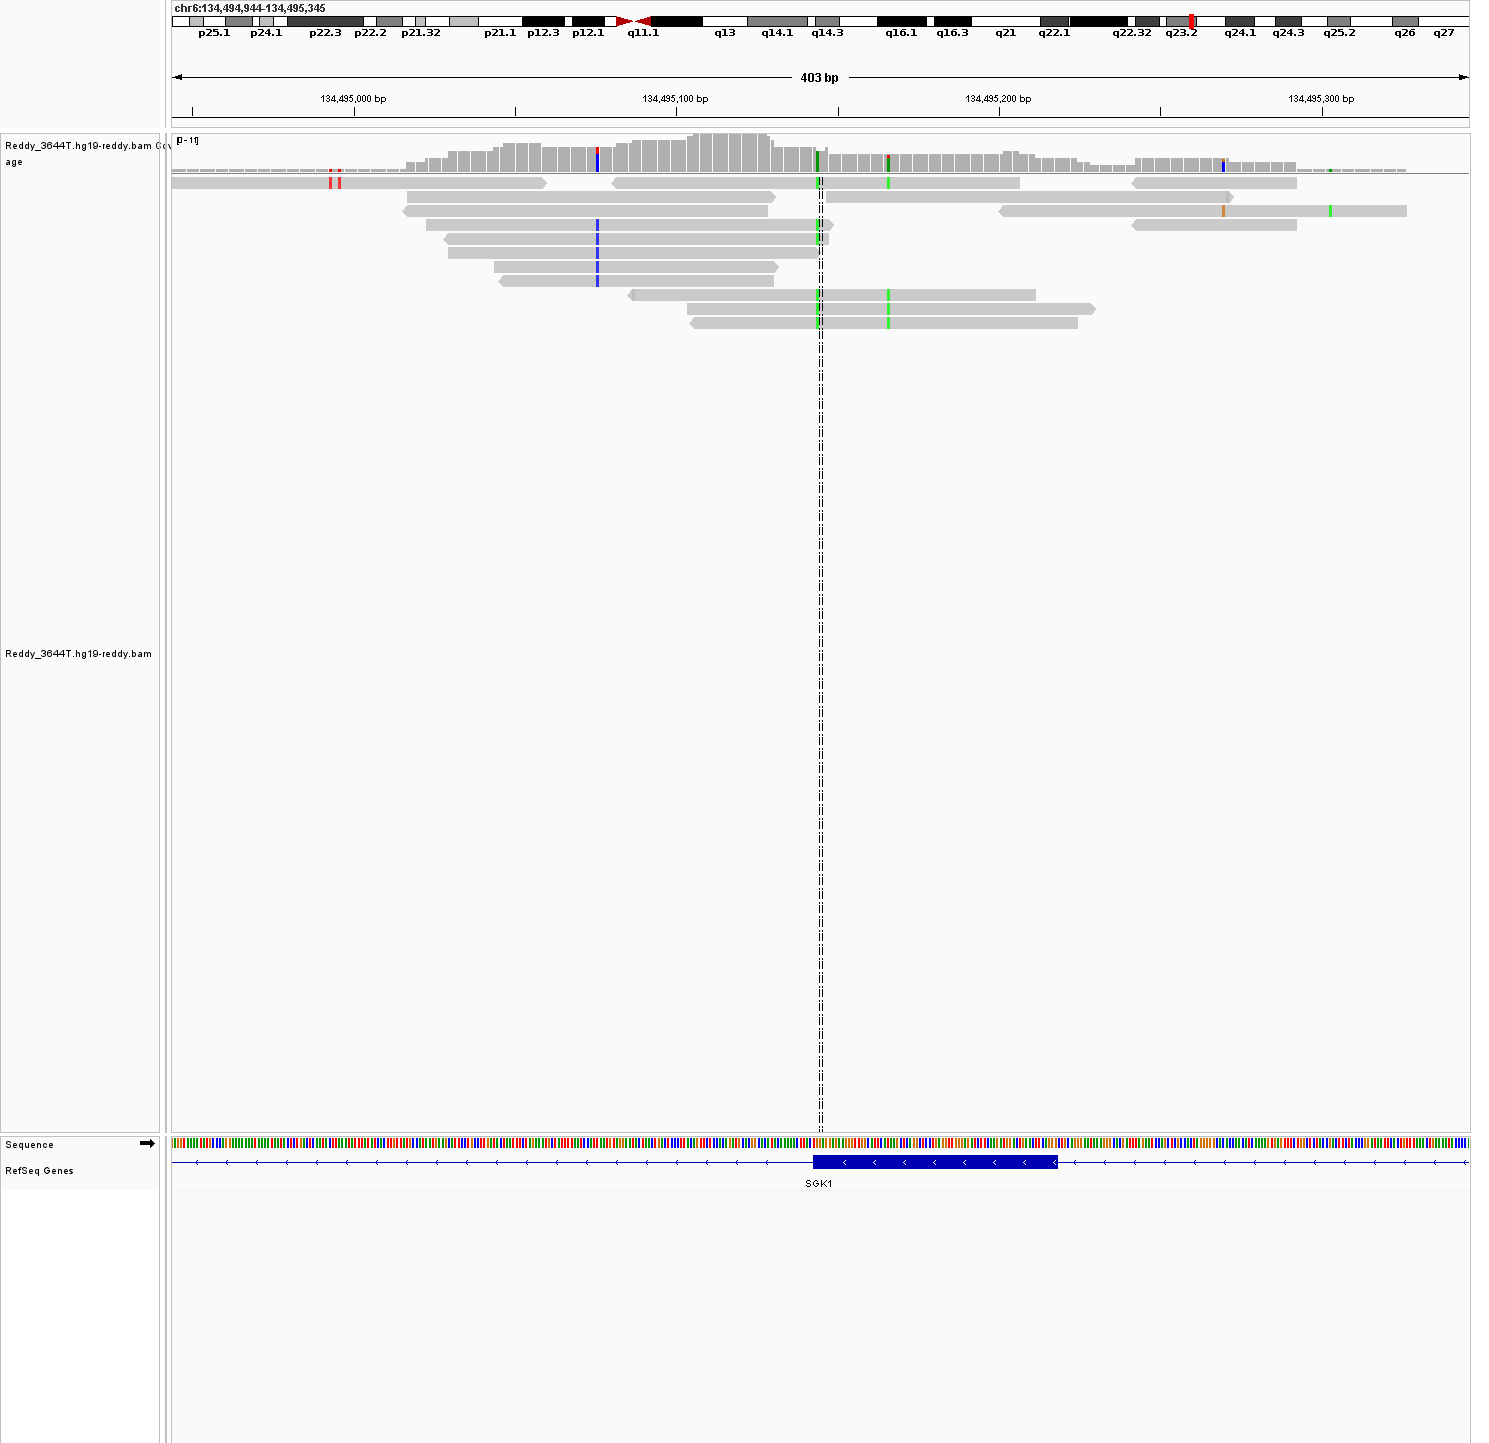 chr6:134,494,944-134,495,345
p25.1 p24.1 p22.3 p22.2 p21.32 p21.1 p12.3 p12.1 q11.1 q13 q14.1 q14.3 q16.1 q16.3 q21 q22.1 q22.32 q23.2 q24.1 q24.3 q25.2 q26 q27
403 bp
134,495,000 bp 134,495,100 bp 134,495,200 bp 134,495,300 bp
[0 - 11]
Reddy_3644T.hg19-reddy.bam Cov
age
Reddy_3644T.hg19-reddy.bam
Sequence
RefSeq Genes
SGK1